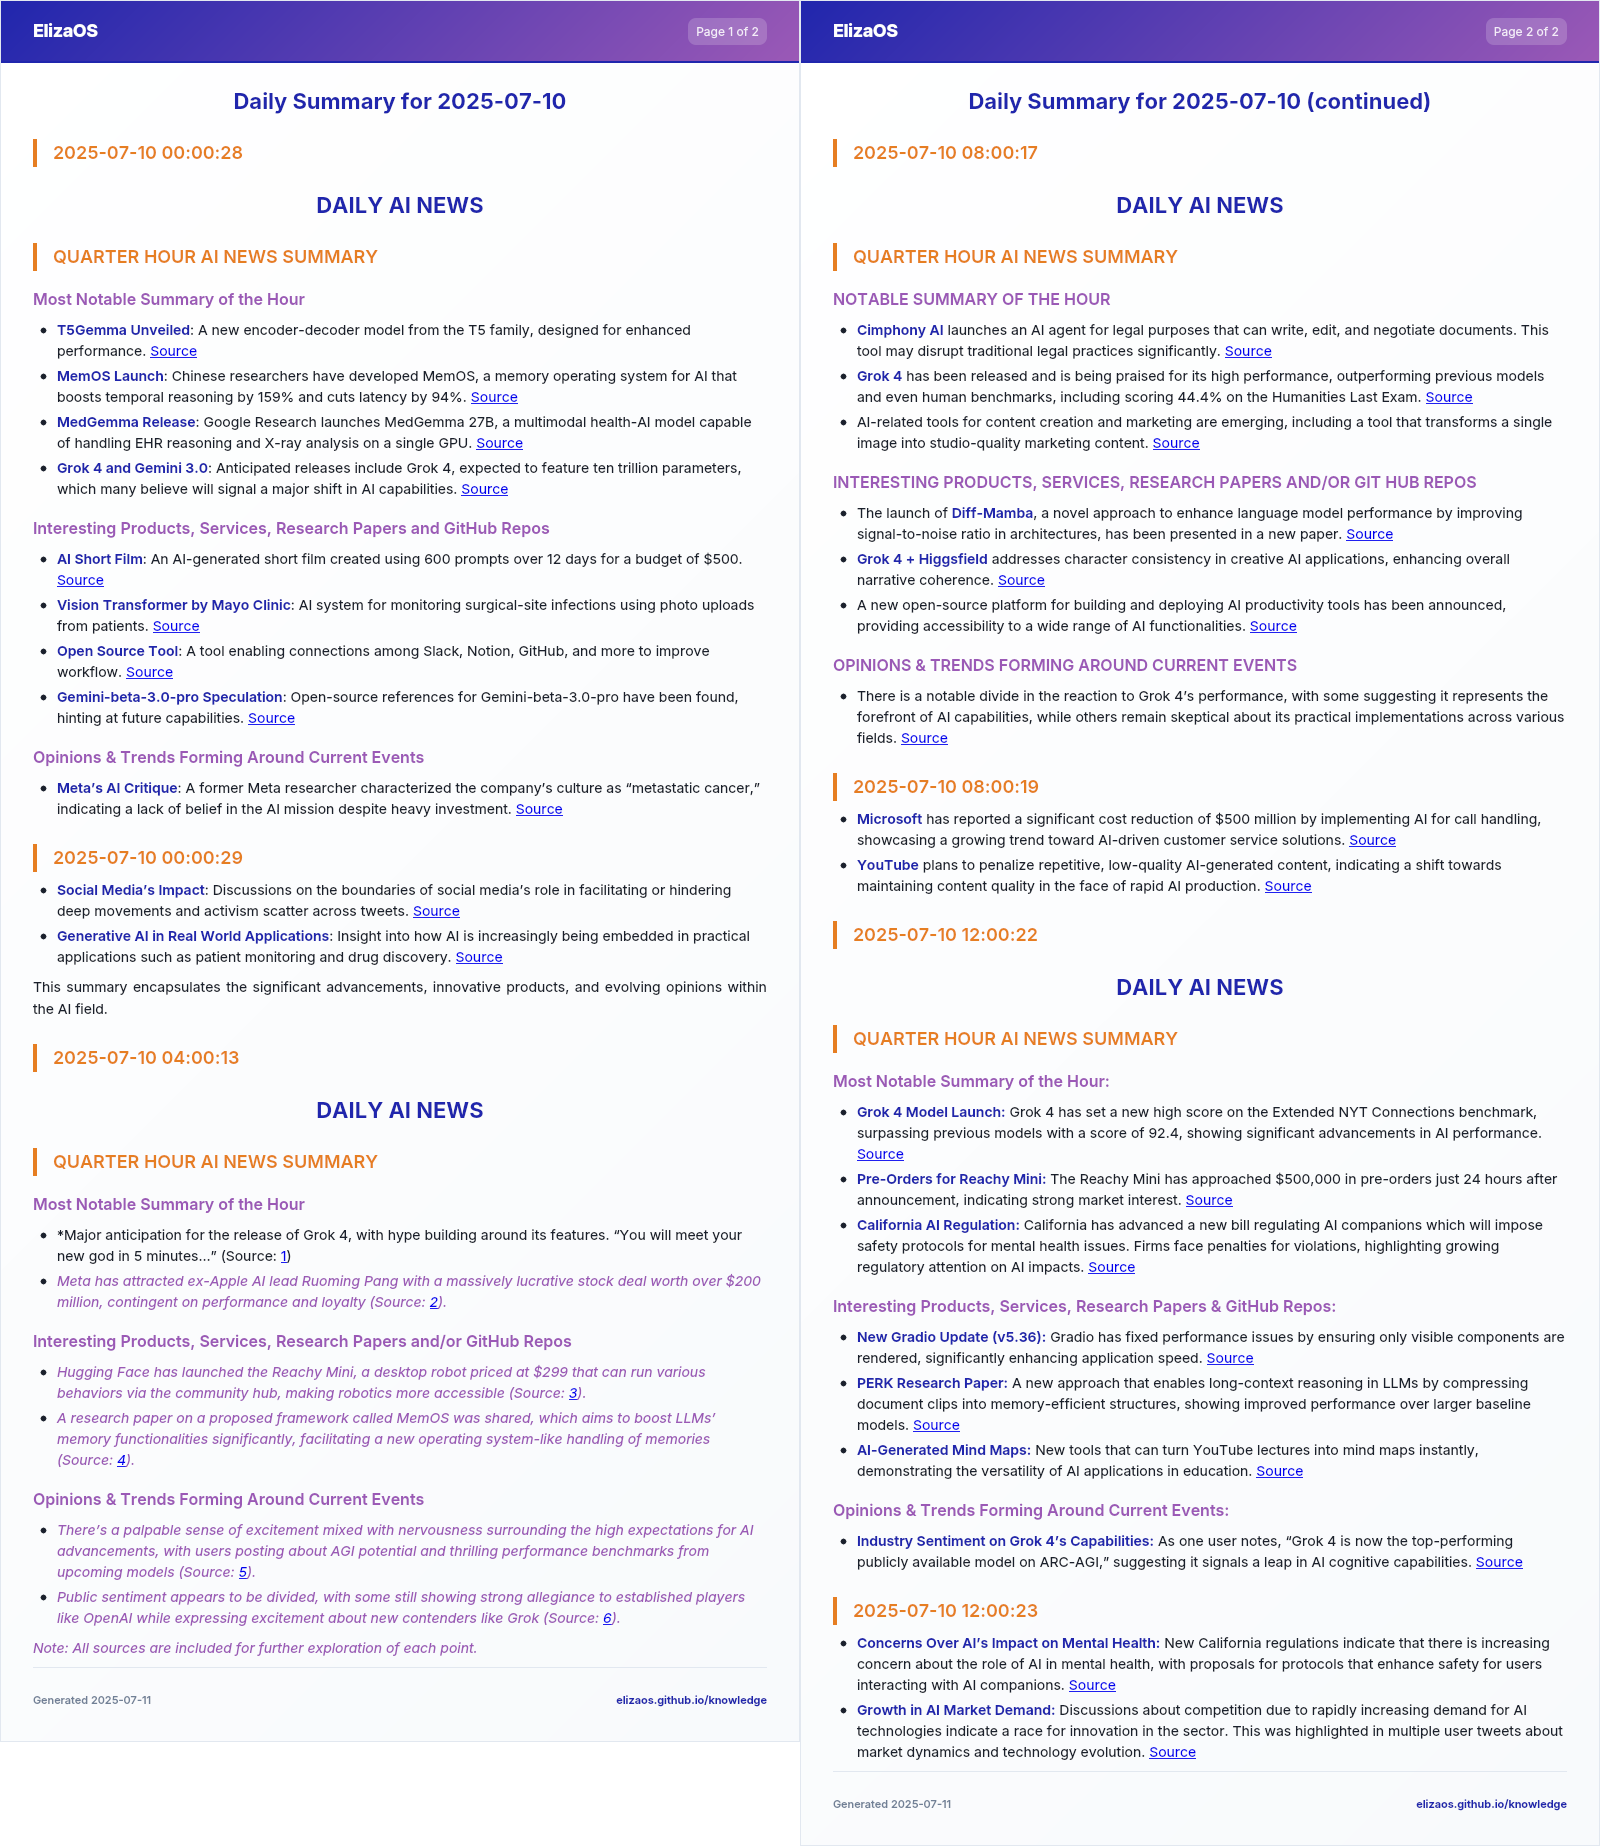 ElizaOS
Page 1 of 2
Daily Summary for 2025-07-10
2025-07-10 00:00:28
DAILY AI NEWS
QUARTER HOUR AI NEWS SUMMARY
Most Notable Summary of the Hour
• T5Gemma Unveiled: A new encoder-decoder model from the T5 family, designed for enhanced
performance. Source
• MemOS Launch: Chinese researchers have developed MemOS, a memory operating system for AI that
boosts temporal reasoning by 159% and cuts latency by 94%. Source
• MedGemma Release: Google Research launches MedGemma 27B, a multimodal health-AI model capable
of handling EHR reasoning and X-ray analysis on a single GPU. Source
• Grok 4 and Gemini 3.0: Anticipated releases include Grok 4, expected to feature ten trillion parameters,
which many believe will signal a major shift in AI capabilities. Source
Interesting Products, Services, Research Papers and GitHub Repos
• AI Short Film: An AI-generated short film created using 600 prompts over 12 days for a budget of $500.
Source
• Vision Transformer by Mayo Clinic: AI system for monitoring surgical-site infections using photo uploads
from patients. Source
• Open Source Tool: A tool enabling connections among Slack, Notion, GitHub, and more to improve
workflow. Source
• Gemini-beta-3.0-pro Speculation: Open-source references for Gemini-beta-3.0-pro have been found,
hinting at future capabilities. Source
Opinions & Trends Forming Around Current Events
• Meta’s AI Critique: A former Meta researcher characterized the company’s culture as “metastatic cancer,”
indicating a lack of belief in the AI mission despite heavy investment. Source
2025-07-10 00:00:29
• Social Media’s Impact: Discussions on the boundaries of social media’s role in facilitating or hindering
deep movements and activism scatter across tweets. Source
• Generative AI in Real World Applications: Insight into how AI is increasingly being embedded in practical
applications such as patient monitoring and drug discovery. Source
This summary encapsulates the significant advancements, innovative products, and evolving opinions within
the AI field.
2025-07-10 04:00:13
DAILY AI NEWS
QUARTER HOUR AI NEWS SUMMARY
Most Notable Summary of the Hour
• *Major anticipation for the release of Grok 4, with hype building around its features. “You will meet your
new god in 5 minutes…” (Source: 1)
• Meta has attracted ex-Apple AI lead Ruoming Pang with a massively lucrative stock deal worth over $200
million, contingent on performance and loyalty (Source: 2).
Interesting Products, Services, Research Papers and/or GitHub Repos
• Hugging Face has launched the Reachy Mini, a desktop robot priced at $299 that can run various
behaviors via the community hub, making robotics more accessible (Source: 3).
• A research paper on a proposed framework called MemOS was shared, which aims to boost LLMs’
memory functionalities significantly, facilitating a new operating system-like handling of memories
(Source: 4).
Opinions & Trends Forming Around Current Events
• There’s a palpable sense of excitement mixed with nervousness surrounding the high expectations for AI
advancements, with users posting about AGI potential and thrilling performance benchmarks from
upcoming models (Source: 5).
• Public sentiment appears to be divided, with some still showing strong allegiance to established players
like OpenAI while expressing excitement about new contenders like Grok (Source: 6).
Note: All sources are included for further exploration of each point.
Generated 2025-07-11
elizaos.github.io/knowledge
ElizaOS
Page 2 of 2
Daily Summary for 2025-07-10 (continued)
2025-07-10 08:00:17
DAILY AI NEWS
QUARTER HOUR AI NEWS SUMMARY
NOTABLE SUMMARY OF THE HOUR
• Cimphony AI launches an AI agent for legal purposes that can write, edit, and negotiate documents. This
tool may disrupt traditional legal practices significantly. Source
• Grok 4 has been released and is being praised for its high performance, outperforming previous models
and even human benchmarks, including scoring 44.4% on the Humanities Last Exam. Source
• AI-related tools for content creation and marketing are emerging, including a tool that transforms a single
image into studio-quality marketing content. Source
INTERESTING PRODUCTS, SERVICES, RESEARCH PAPERS AND/OR GIT HUB REPOS
• The launch of Diff-Mamba, a novel approach to enhance language model performance by improving
signal-to-noise ratio in architectures, has been presented in a new paper. Source
• Grok 4 + Higgsfield addresses character consistency in creative AI applications, enhancing overall
narrative coherence. Source
• A new open-source platform for building and deploying AI productivity tools has been announced,
providing accessibility to a wide range of AI functionalities. Source
OPINIONS & TRENDS FORMING AROUND CURRENT EVENTS
• There is a notable divide in the reaction to Grok 4’s performance, with some suggesting it represents the
forefront of AI capabilities, while others remain skeptical about its practical implementations across various
fields. Source
2025-07-10 08:00:19
• Microsoft has reported a significant cost reduction of $500 million by implementing AI for call handling,
showcasing a growing trend toward AI-driven customer service solutions. Source
• YouTube plans to penalize repetitive, low-quality AI-generated content, indicating a shift towards
maintaining content quality in the face of rapid AI production. Source
2025-07-10 12:00:22
DAILY AI NEWS
QUARTER HOUR AI NEWS SUMMARY
Most Notable Summary of the Hour:
• Grok 4 Model Launch: Grok 4 has set a new high score on the Extended NYT Connections benchmark,
surpassing previous models with a score of 92.4, showing significant advancements in AI performance.
Source
• Pre-Orders for Reachy Mini: The Reachy Mini has approached $500,000 in pre-orders just 24 hours after
announcement, indicating strong market interest. Source
• California AI Regulation: California has advanced a new bill regulating AI companions which will impose
safety protocols for mental health issues. Firms face penalties for violations, highlighting growing
regulatory attention on AI impacts. Source
Interesting Products, Services, Research Papers & GitHub Repos:
• New Gradio Update (v5.36): Gradio has fixed performance issues by ensuring only visible components are
rendered, significantly enhancing application speed. Source
• PERK Research Paper: A new approach that enables long-context reasoning in LLMs by compressing
document clips into memory-efficient structures, showing improved performance over larger baseline
models. Source
• AI-Generated Mind Maps: New tools that can turn YouTube lectures into mind maps instantly,
demonstrating the versatility of AI applications in education. Source
Opinions & Trends Forming Around Current Events:
• Industry Sentiment on Grok 4’s Capabilities: As one user notes, “Grok 4 is now the top-performing
publicly available model on ARC-AGI,” suggesting it signals a leap in AI cognitive capabilities. Source
2025-07-10 12:00:23
• Concerns Over AI’s Impact on Mental Health: New California regulations indicate that there is increasing
concern about the role of AI in mental health, with proposals for protocols that enhance safety for users
interacting with AI companions. Source
• Growth in AI Market Demand: Discussions about competition due to rapidly increasing demand for AI
technologies indicate a race for innovation in the sector. This was highlighted in multiple user tweets about
market dynamics and technology evolution. Source
Generated 2025-07-11
elizaos.github.io/knowledge